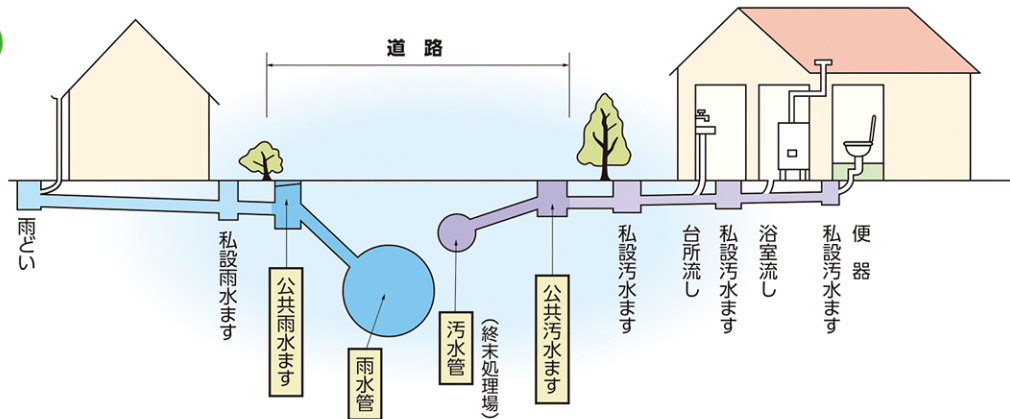 道路
雨どい
私設雨水ます
公共雨水ます
雨水管
汚水管
(終末処理場)
公共汚水ます
私設汚水ます
台所流し
私設汚水ます
浴室流し
私設汚水ます
便器